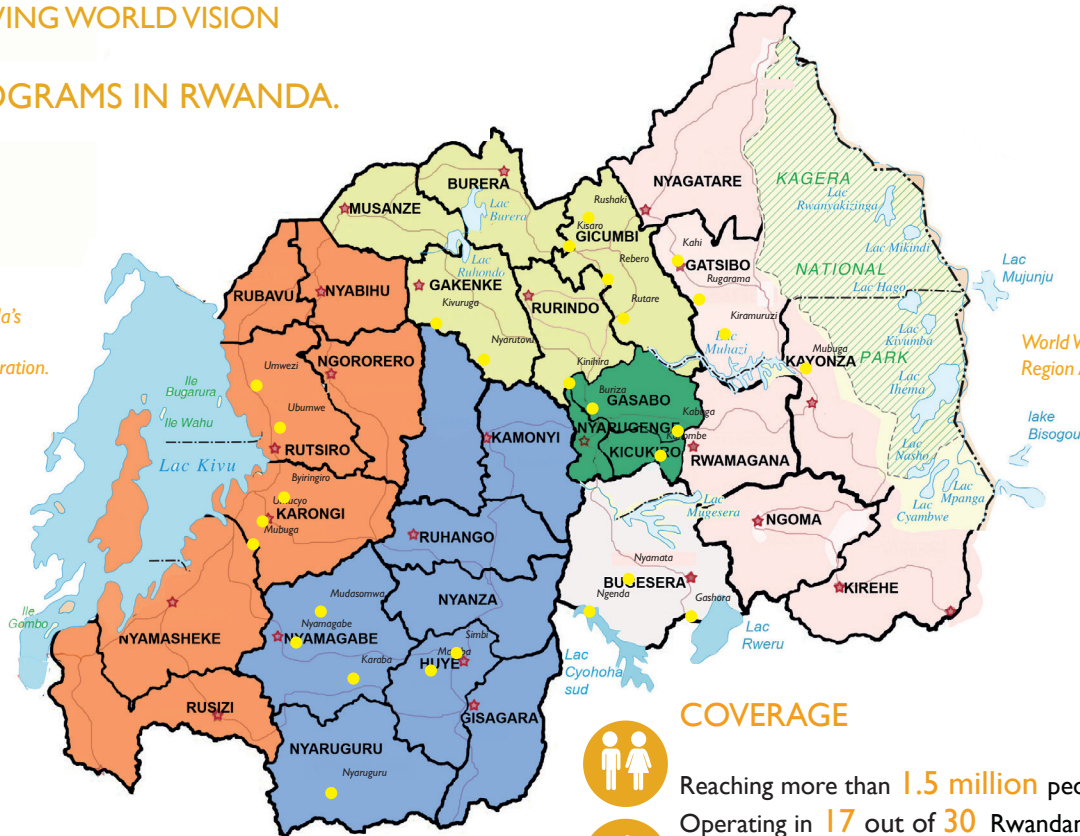 VING WORLD VISION
OGRAMS IN RWANDA.
a's
ration.
World W
Region A
NYAGATARE
KAGERA
Lac
Rwanyakizinga
BURERA
Lac
Burera
MUSANZE
Rushaki
Kisaro
GICUMBI
Rebero
Kahi
GATSIBO
Rugarama
Lac Mikindi
NATIONAL
Lac Hago
Lac
Mujunju
Lac
Ruhondo
GAKENKE
Kivuruga
RURINDO
Rutare
Kiramuruzi
RUBAVU
NYABIHU
Lac
Muhazi
Lac
Kivumba
Mubuga
KAYONZA
PARK
Nyarutovu
NGORORERO
Umwezi
Kinihira
Lac
Ihema
Ile
Bugarura
Ile Wahu
Ubumwe
Buriza
GASABO
Kabuga
lake
Bisogou
KAMONYI
RUTSIRO
Lac Kivu
KICUKIRO
RWAMAGANA
Lac
Nasho
Lac
Mpanga
Lac
Cyambwe
Byiringiro
KARONGI
Mubuga
Lac
Mugesera
NGOMA
RUHANGO
Nyamata
BUGESERA
Ngenda
Gashora
KIREHE
Mudasomwa
NYANZA
Nyamagabe
NYAMAGABE
Simbi
HUYE
Karaba
Ile
Gombo
NYAMASHEKE
Lac
Rweru
Lac
Cyohoha
sud
RUSIZI
GISAGARA
NYARUGURU
Nyaruguru
COVERAGE
Reaching more than 1.5 million peo
Operating in 17 out of 30 Rwandan